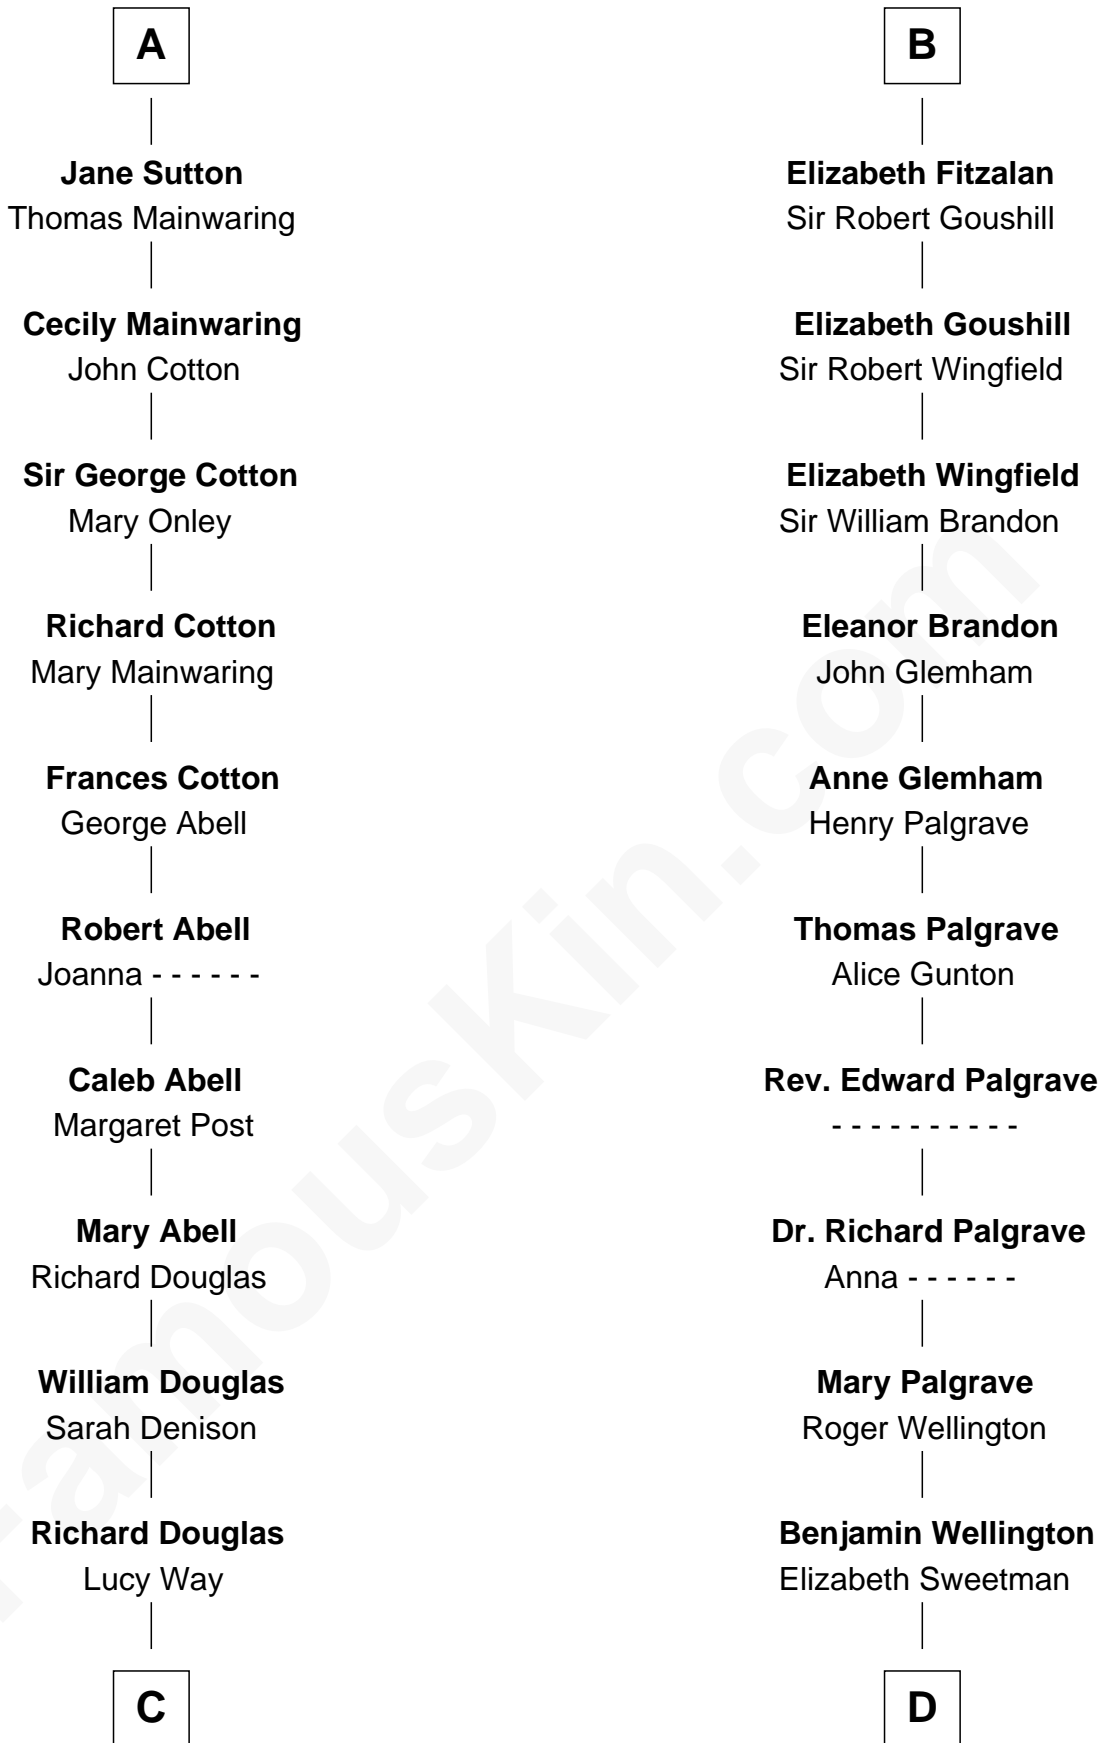 A
Jane Sutton
Thomas Mainwaring
Cecily Mainwaring
John Cotton
Sir George Cotton
Mary Onley
Richard Cotton
Mary Mainwaring
Frances Cotton
George Abell
Robert Abell
Joanna - - - - - -
Caleb Abell
Margaret Post
Mary Abell
Richard Douglas
William Douglas
Sarah Denison
Richard Douglas
Lucy Way
C
B
Elizabeth Fitzalan
Sir Robert Goushill
Elizabeth Goushill
Sir Robert Wingfield
Elizabeth Wingfield
Sir William Brandon
Eleanor Brandon
John Glemham
Anne Glemham
Henry Palgrave
Thomas Palgrave
Alice Gunton
Rev. Edward Palgrave
- - - - - - - - - -
Dr. Richard Palgrave
Anna - - - - - -
Mary Palgrave
Roger Wellington
Benjamin Wellington
Elizabeth Sweetman
D
FamousKin.com